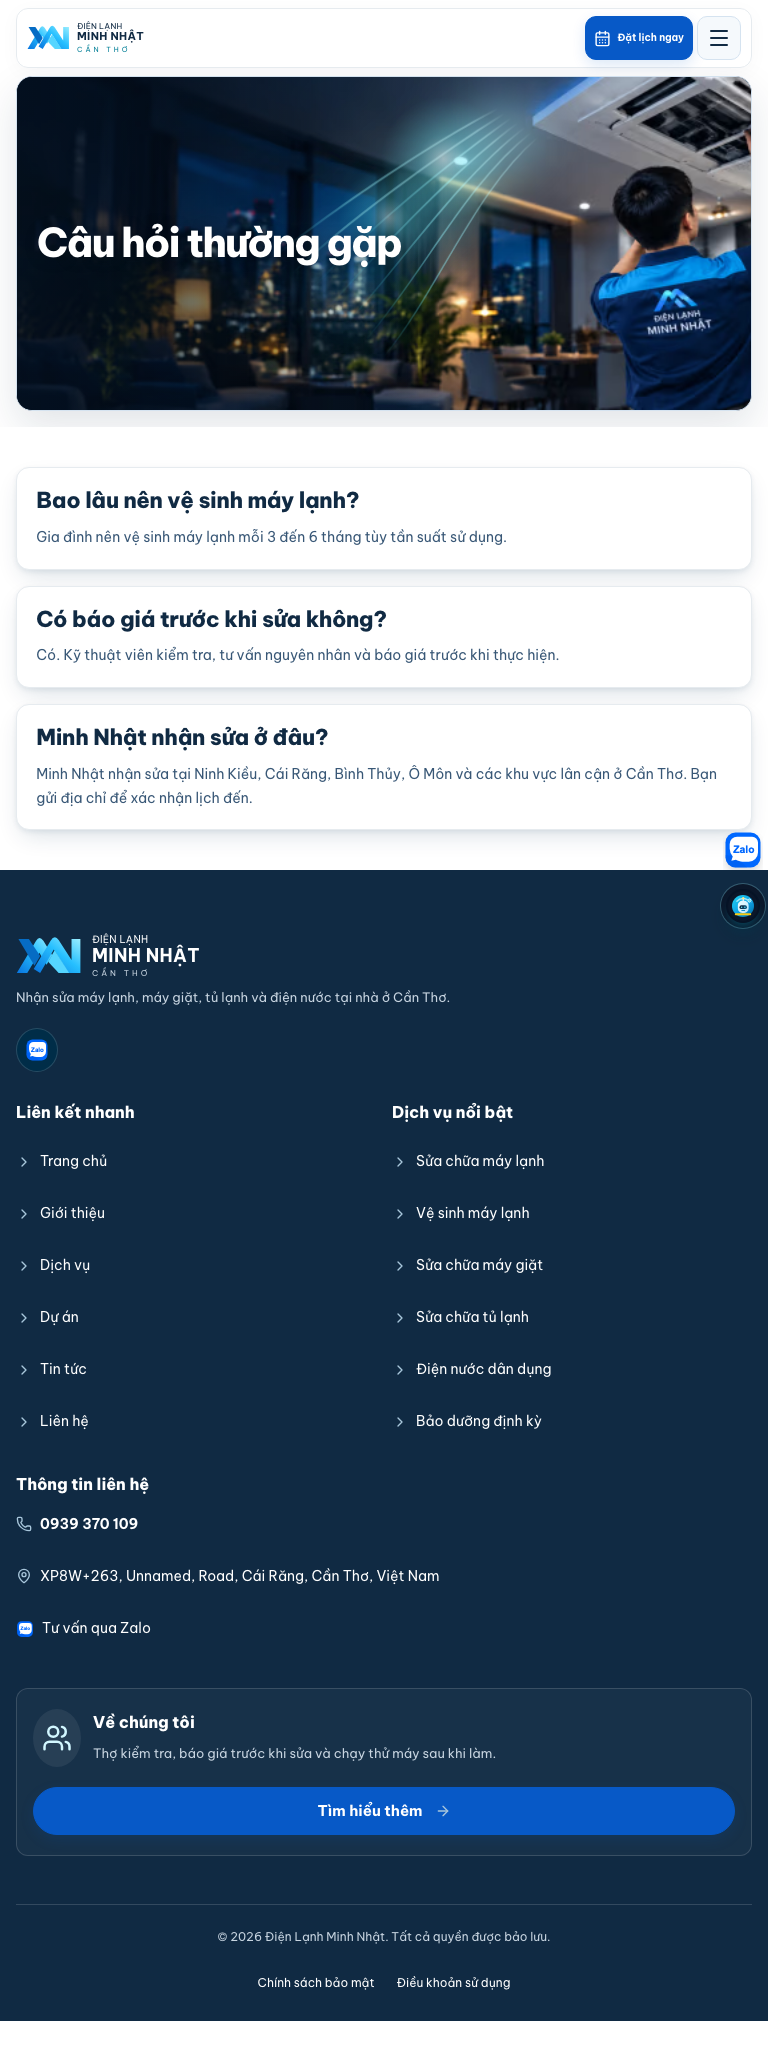 ĐIỆN LẠNH
MINH NHẬT
CẦN THƠ
Đặt lịch ngay
Câu hỏi thường gặp
ĐIỆN LẠNH
MINH NHẬT
Bao lâu nên vệ sinh máy lạnh?
Gia đình nên vệ sinh máy lạnh mỗi 3 đến 6 tháng tùy tần suất sử dụng.
Có báo giá trước khi sửa không?
Có. Kỹ thuật viên kiểm tra, tư vấn nguyên nhân và báo giá trước khi thực hiện.
Minh Nhật nhận sửa ở đâu?
Minh Nhật nhận sửa tại Ninh Kiều, Cái Răng, Bình Thủy, Ô Môn và các khu vực lân cận ở Cần Thơ. Bạn
gửi địa chỉ để xác nhận lịch đến.
Zalo
ĐIỆN LẠNH
MINH NHẬT
CẦN THƠ
Nhận sửa máy lạnh, máy giặt, tủ lạnh và điện nước tại nhà ở Cần Thơ.
Zalo
Liên kết nhanh
Trang chủ
Giới thiệu
Dịch vụ
Dự án
Tin tức
Liên hệ
Dịch vụ nổi bật
Sửa chữa máy lạnh
Vệ sinh máy lạnh
Sửa chữa máy giặt
Sửa chữa tủ lạnh
Điện nước dân dụng
Bảo dưỡng định kỳ
Thông tin liên hệ
0939 370 109
XP8W+263, Unnamed, Road, Cái Răng, Cần Thơ, Việt Nam
Zalo
Tư vấn qua Zalo
Về chúng tôi
Thợ kiểm tra, báo giá trước khi sửa và chạy thử máy sau khi làm.
Tìm hiểu thêm
© 2026 Điện Lạnh Minh Nhật. Tất cả quyền được bảo lưu.
Chính sách bảo mật
Điều khoản sử dụng